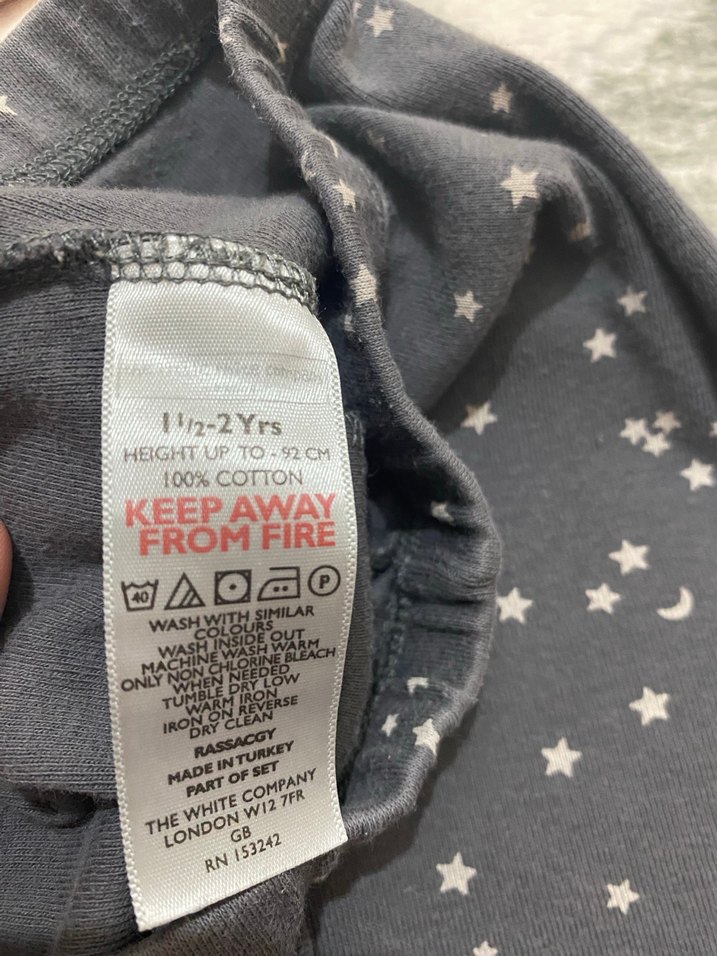 1 1/2-2 Yrs
HEIGHT UP TO - 92 CM
100% COTTON
KEEP AWAY
FROM FIRE
40 P
WASH WITH SIMILAR
COLOURS
WASH INSIDE OUT
MACHINE WASH WARM
ONLY NON CHLORINE BLEACH
WHEN NEEDED
TUMBLE DRY LOW
WARM IRON
IRON ON REVERSE
DRY CLEAN
RASSACGY
MADE IN TURKEY
PART OF SET
THE WHITE COMPANY
LONDON W12 7FR
GB
RN 153242